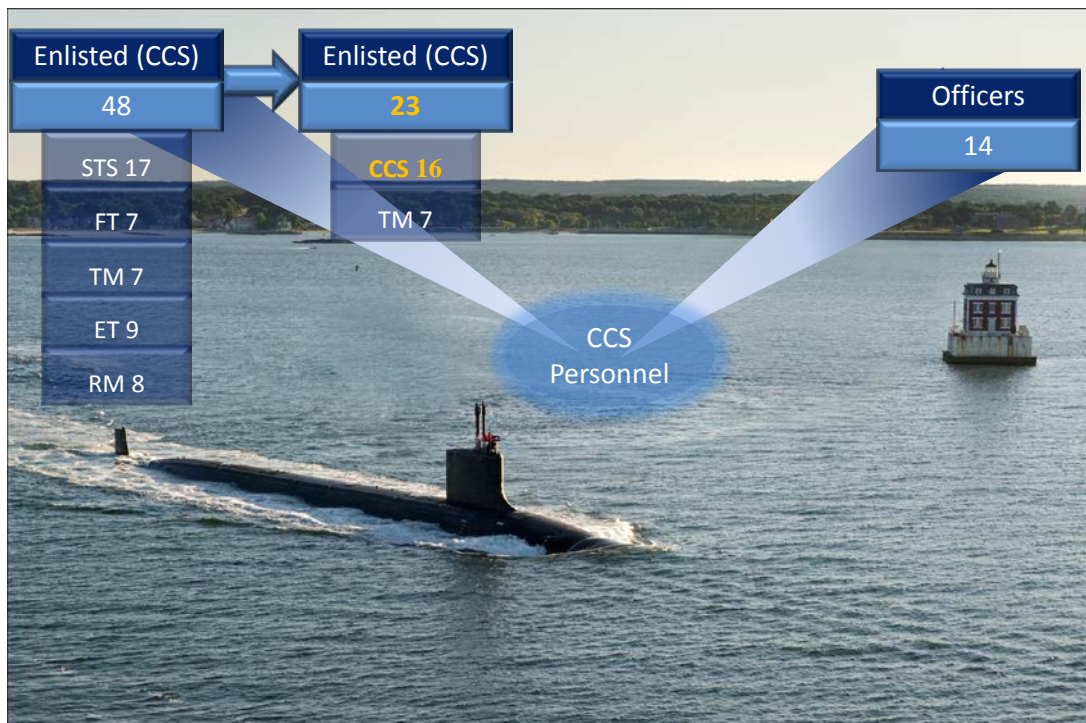 Enlisted (CCS)
48
STS 17
FT 7
TM 7
ET 9
RM 8
Enlisted (CCS)
23
CCS 16
TM 7
Officers
14
CCS
Personnel